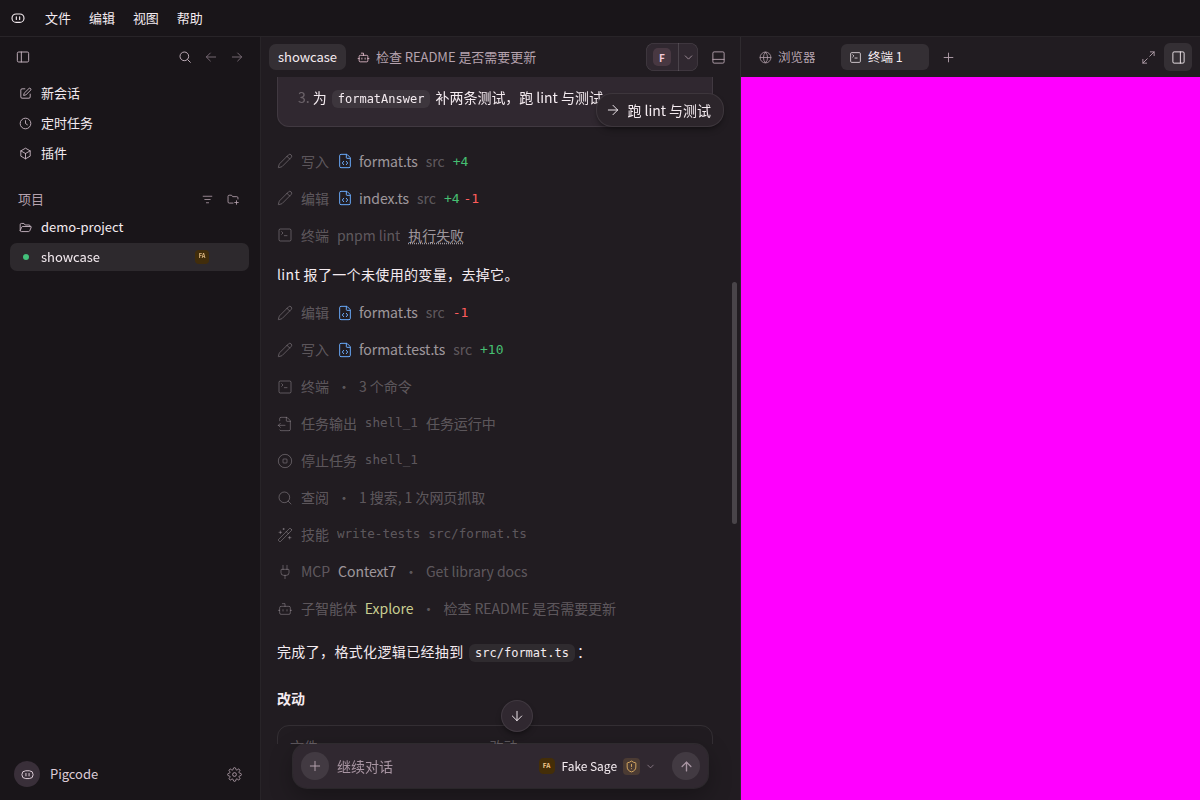 文件 编辑 视图 帮助
showcase 检查 README 是否需要更新 F
浏览器 终端 1
新会话
定时任务
插件
项目
demo-project
showcase FA
3. 为 formatAnswer 补两条测试，跑 lint 与测试
跑 lint 与测试
写入 format.ts src +4
编辑 index.ts src +4 -1
终端 pnpm lint 执行失败
lint 报了一个未使用的变量，去掉它。
编辑 format.ts src -1
写入 format.test.ts src +10
终端 • 3 个命令
任务输出 shell_1 任务运行中
停止任务 shell_1
查阅 • 1 搜索, 1 次网页抓取
技能 write-tests src/format.ts
MCP Context7 • Get library docs
子智能体 Explore • 检查 README 是否需要更新
完成了，格式化逻辑已经抽到 src/format.ts：
改动
文件 改动
继续对话 FA Fake Sage
Pigcode